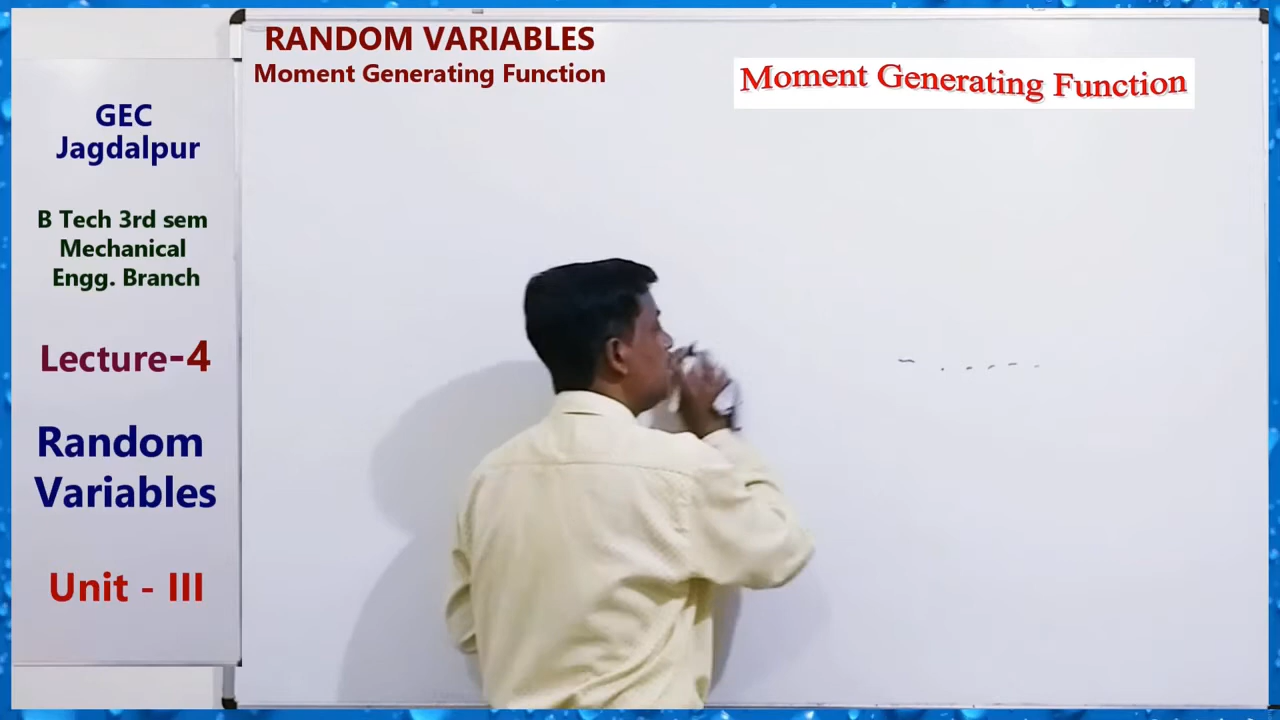 RANDOM VARIABLES
Moment Generating Function
Moment Generating Function
GEC
Jagdalpur
B Tech 3rd sem
Mechanical
Engg. Branch
Lecture-4
Random
Variables
Unit - III